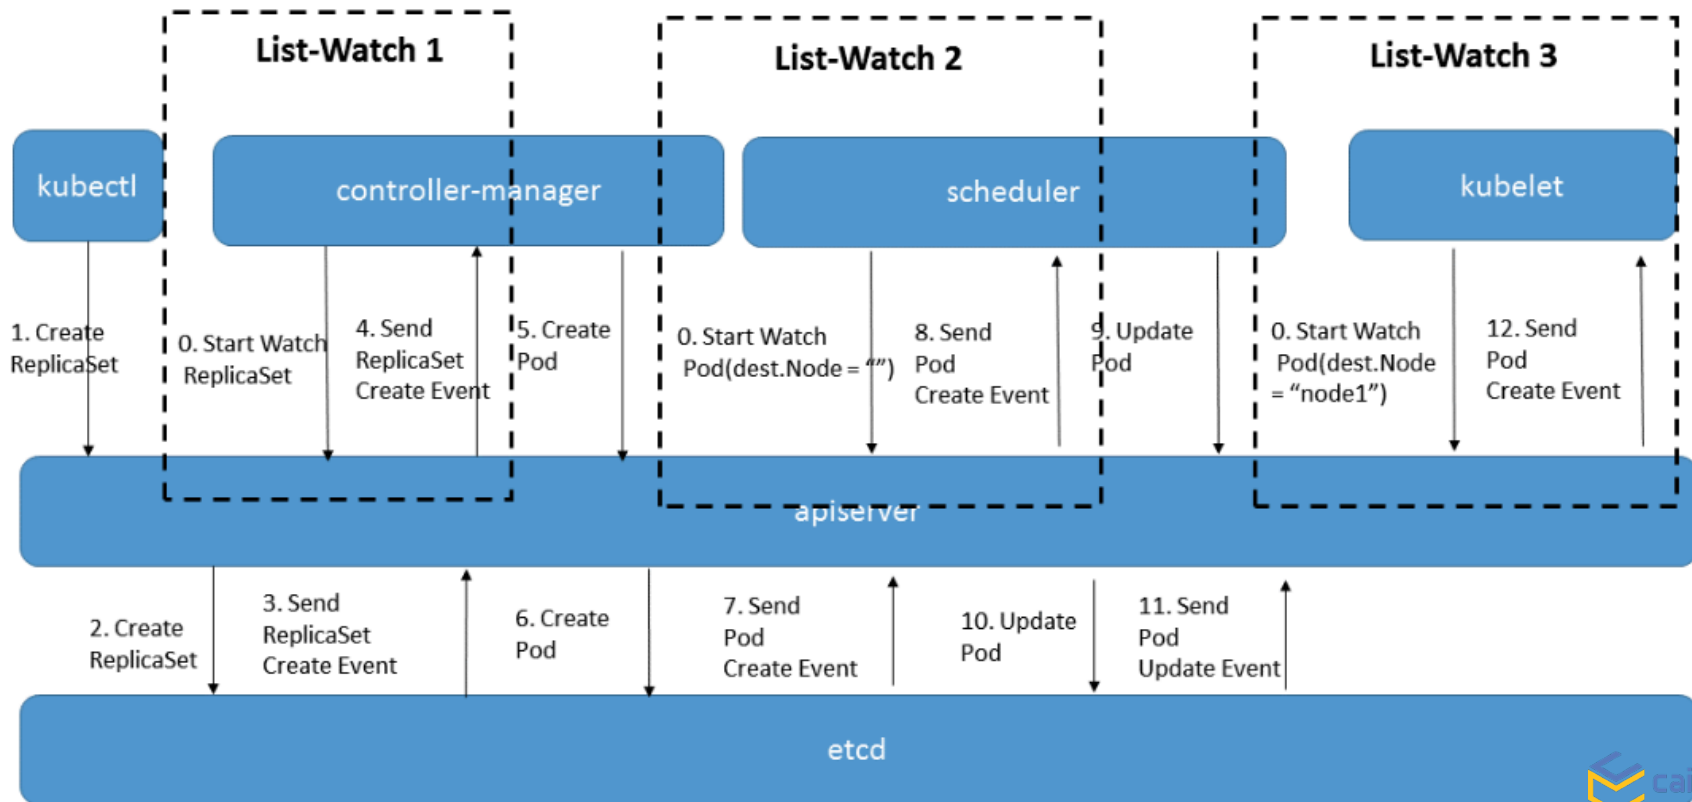 List-Watch 1
List-Watch 2
List-Watch 3
kubectl
controller-manager
scheduler
kubelet
1. Create
ReplicaSet
0. Start Watch
ReplicaSet
4. Send
ReplicaSet
Create Event
5. Create
Pod
0. Start Watch
Pod(dest.Node = “”)
8. Send
Pod
Create Event
9. Update
Pod
0. Start Watch
Pod(dest.Node
= “node1”)
12. Send
Pod
Create Event
apiserver
2. Create
ReplicaSet
3. Send
ReplicaSet
Create Event
6. Create
Pod
7. Send
Pod
Create Event
10. Update
Pod
11. Send
Pod
Update Event
etcd
cai